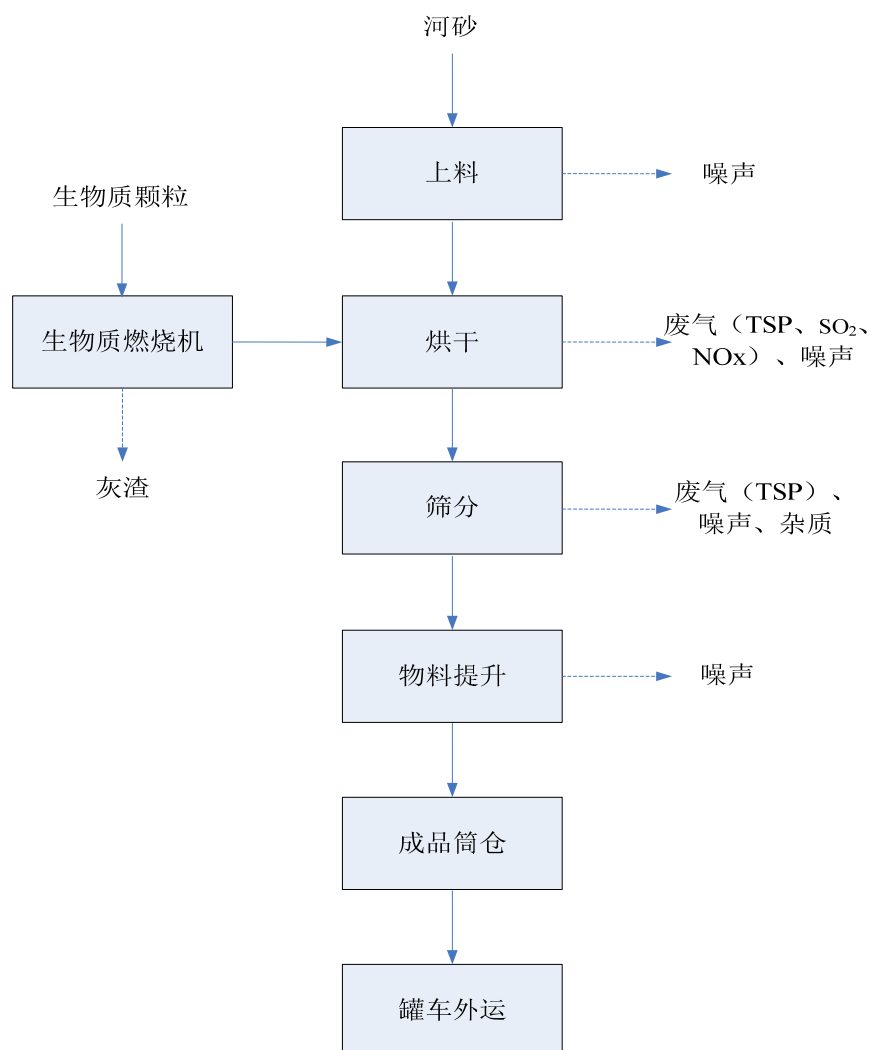 河砂
上料
噪声
生物质颗粒
生物质燃烧机
烘干
废气（TSP、SO₂、
NOx）、噪声
灰渣
筛分
废气（TSP）、
噪声、杂质
物料提升
噪声
成品筒仓
罐车外运